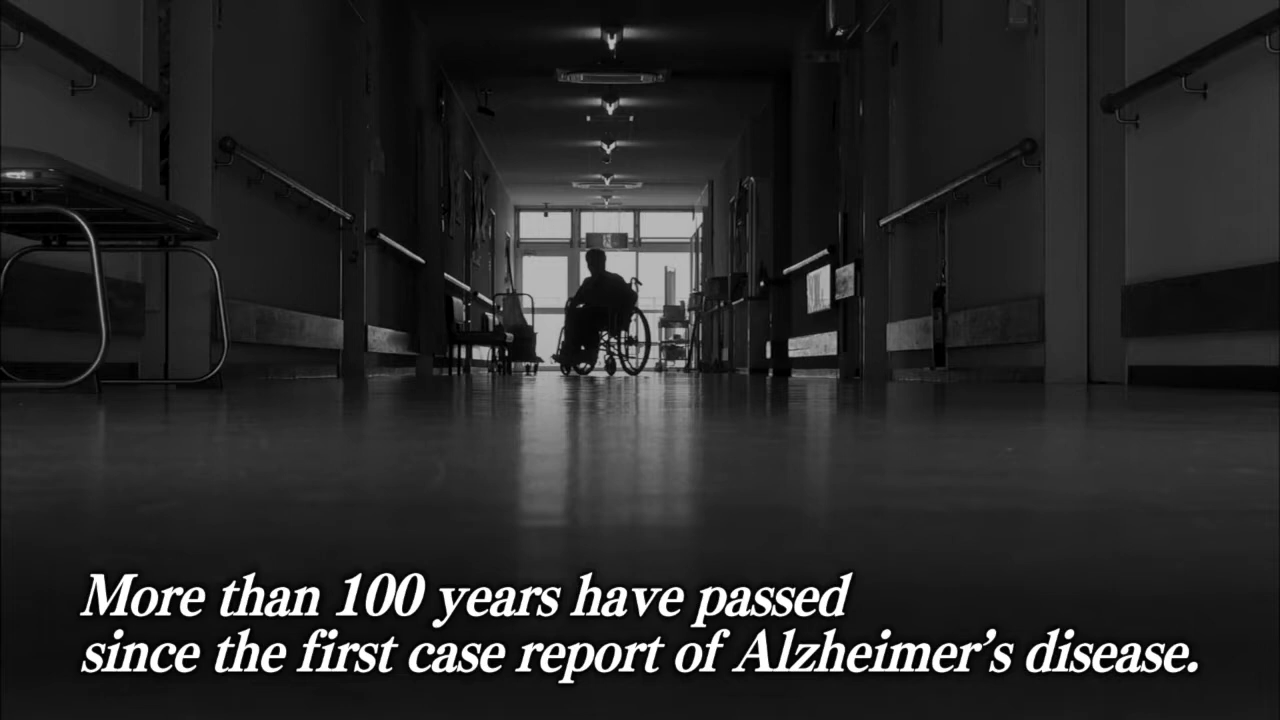 More than 100 years have passed
since the first case report of Alzheimer's disease.